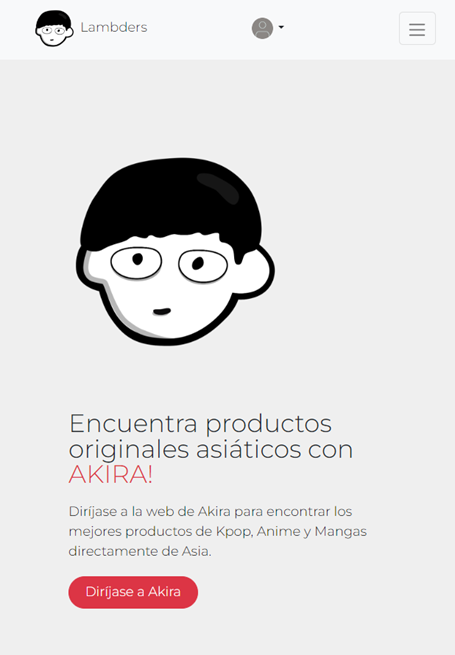 Lambders
Encuentra productos
originales asiáticos con
AKIRA!
Diríjase a la web de Akira para encontrar los
mejores productos de Kpop, Anime y Mangas
directamente de Asia.
Diríjase a Akira